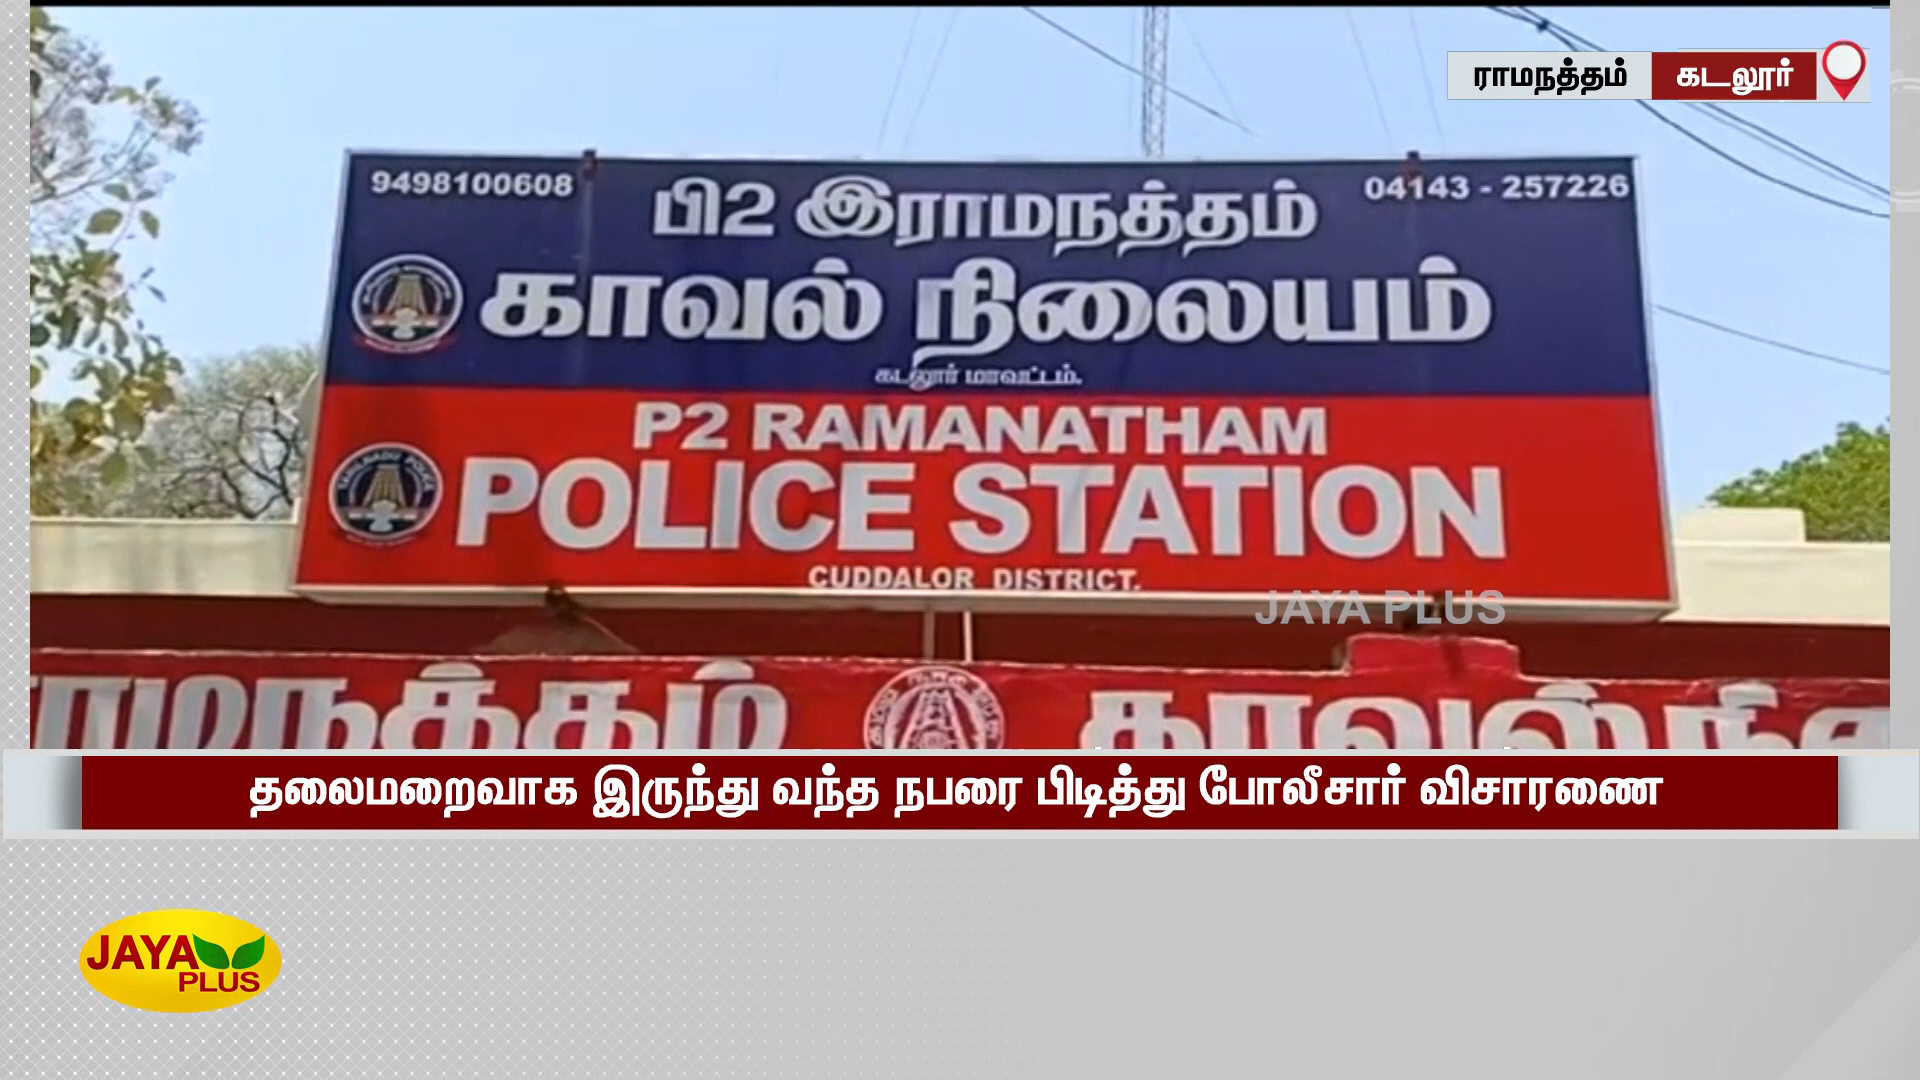 ராமநத்தம் கடலூர்
9498100608 பி2 இராமநத்தம் 04143 - 257226
காவல் நிலையம்
கடலூர் மாவட்டம்.
P2 RAMANATHAM
POLICE STATION
CUDDALOR DISTRICT.
JAYA PLUS
தலைமறைவாக இருந்து வந்த நபரை பிடித்து போலீசார் விசாரணை
JAYA
PLUS